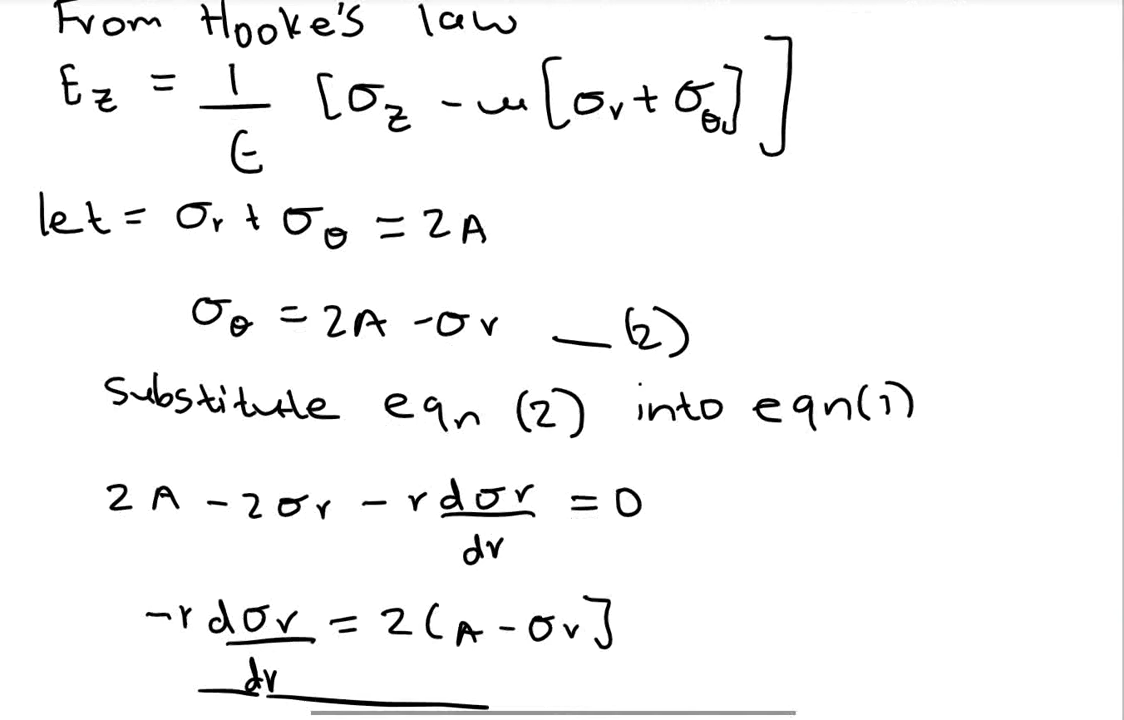 From Hooke's law
Ez = 1/E [σz - μ[σr + σθ]]
let = σr + σθ = 2A
σθ = 2A - σr — (2)
Substitute eqn (2) into eqn(1)
2A - 2σr - r dσr/dr = 0
-r dσr/dr = 2(A - σr]